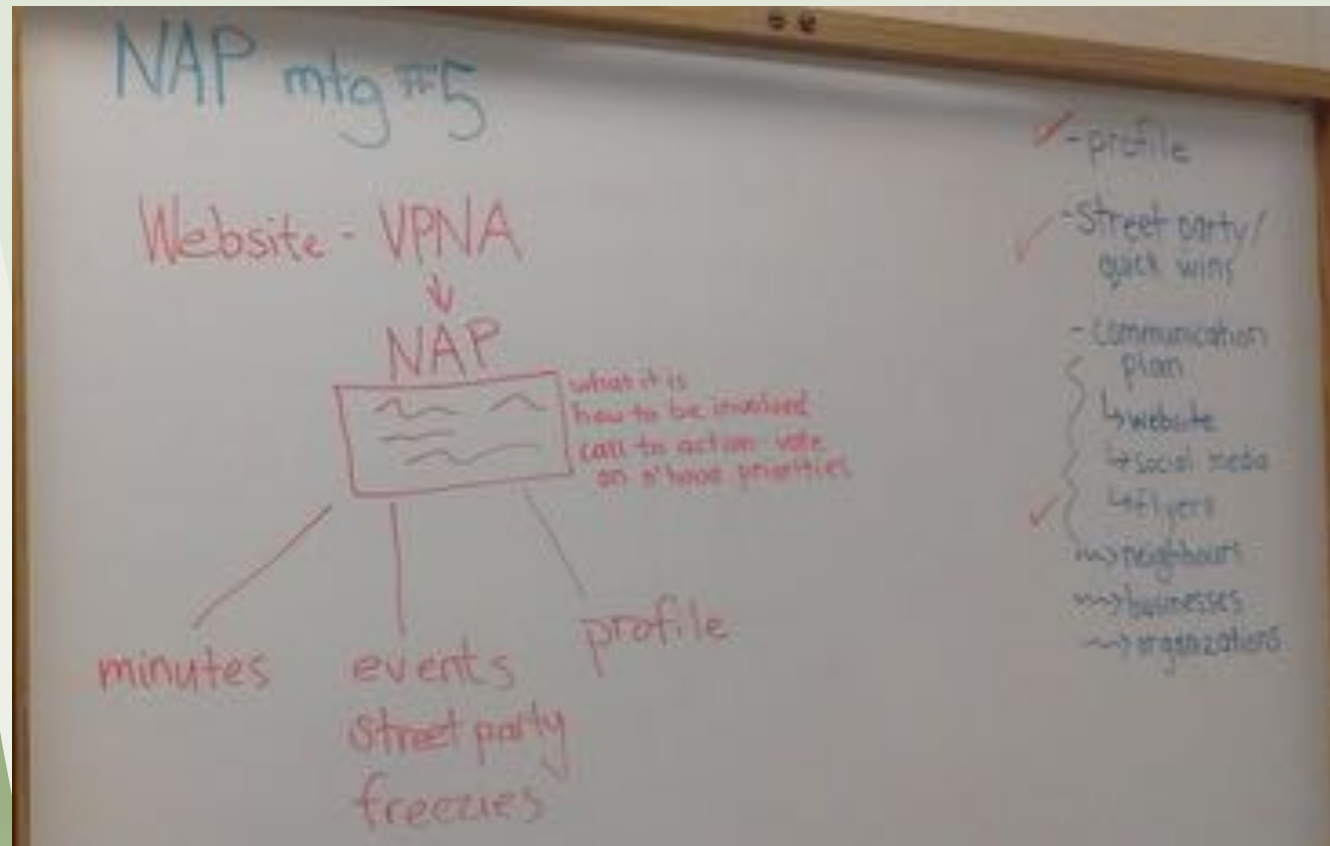 NAP mtg #5
Website - VPNA
NAP
what it is
how to be involved
call to action vote
on n'hood priorities
minutes
events
street party
freezies
profile
- profile
- Street party/
quick wins
- communication
plan
↳ website
↳ social media
↳ flyers
~> neighbours
~> businesses
~> organizations